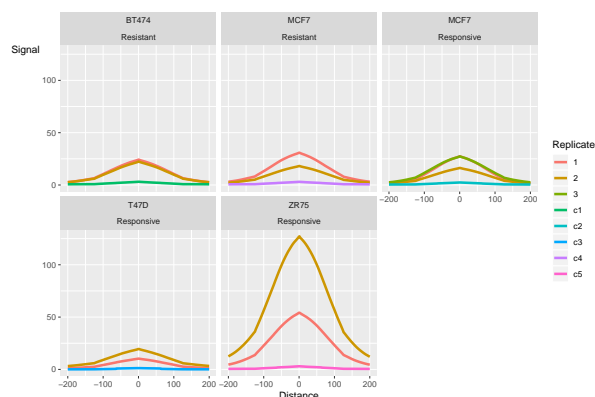 BT474
MCF7
MCF7
Resistant
Resistant
Responsive
Signal
100
50
0
−200 −100 0 100 200
T47D
ZR75
Responsive
Responsive
100
50
0
−200 −100 0 100 200
−200 −100 0 100 200
Distance
Replicate
1
2
3
c1
c2
c3
c4
c5